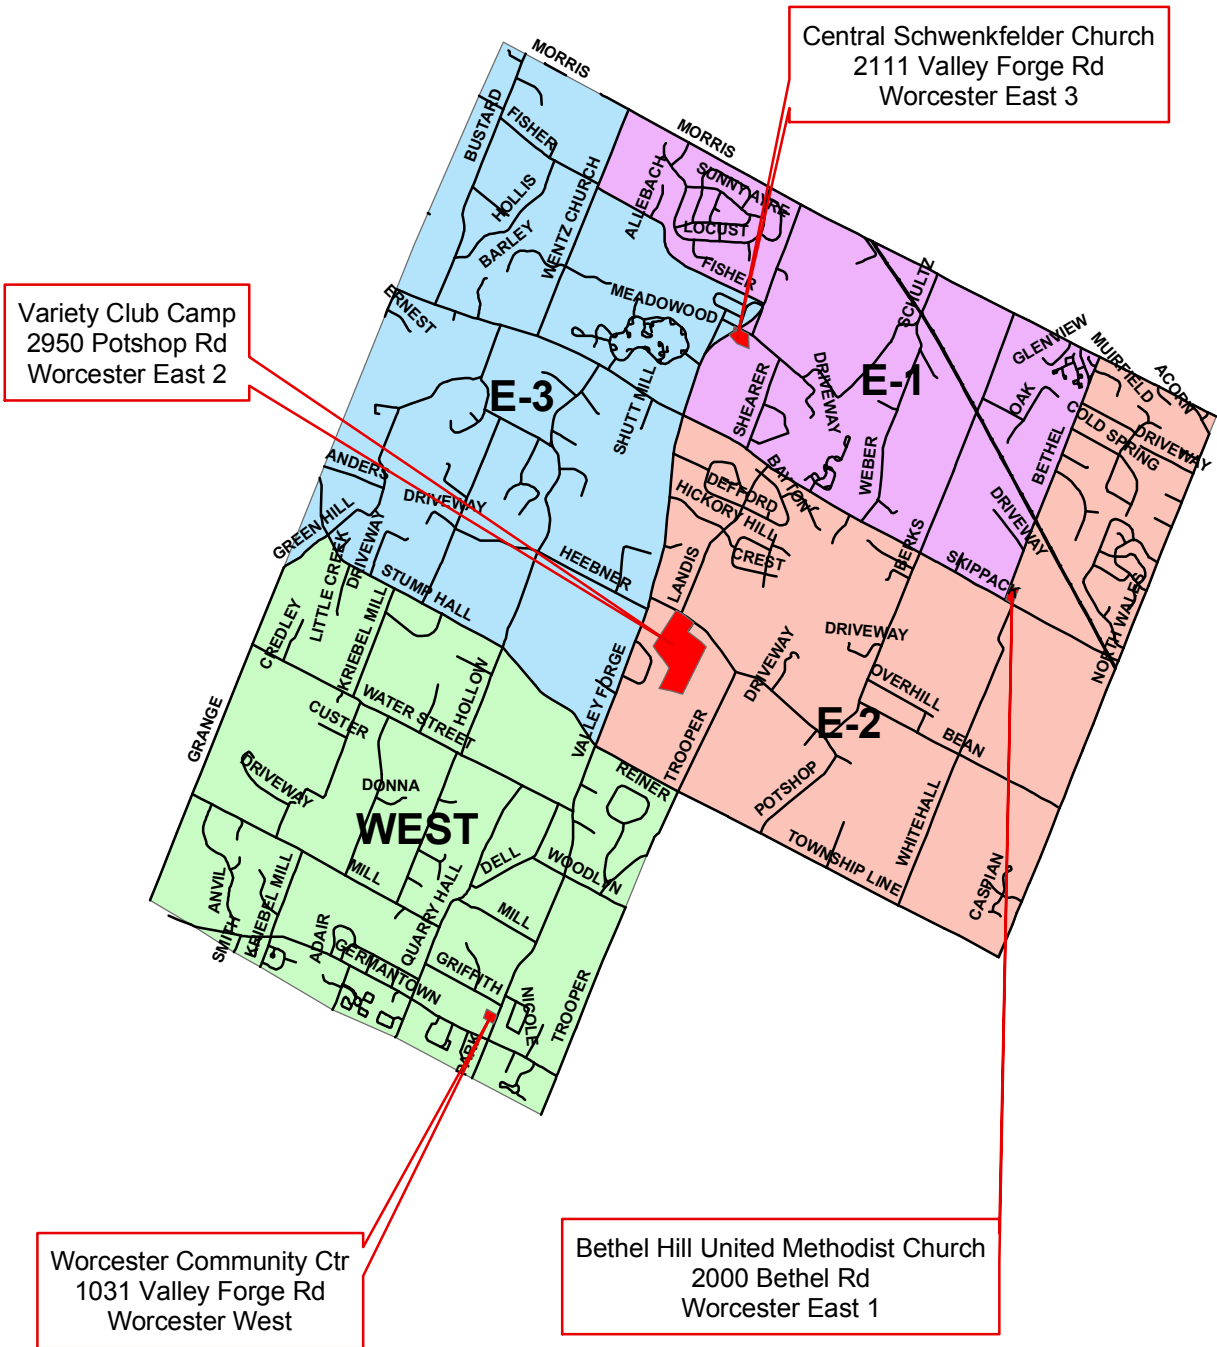 Central Schwenkfelder Church
2111 Valley Forge Rd
Worcester East 3
Variety Club Camp
2950 Potshop Rd
Worcester East 2
MORRIS
MORRIS
BUSTARD
FISHER
HOLLIS
BARLEY
WENTZ CHURCH
ALLEBACH
SUNNY AYRE
LOCUST
FISHER
MEADOWOOD
ERNEST
SCHULTZ
GLENVIEW
MUIRFIELD
ACORN
E-3
SHUTT MILL
SHEARER
DRIVEWAY
E-1
OAK
COLD SPRING
DRIVEWAY
BETHEL
WEBER
BAYTON
DEFFORD
HICKORY HILL
CREST
ANDERS
DRIVEWAY
GREEN HILL
LITTLE CREEK
DRIVEWAY
STUMP HALL
HEEBNER
LANDIS
BERKS
SKIPPACK
DRIVEWAY
NORTH WALES
CREDLEY
KRIEBEL MILL
HOLLOW
WATER STREET
CUSTER
VALLEY FORGE
DRIVEWAY
DRIVEWAY
OVERHILL
E-2
BEAN
GRANGE
DRIVEWAY
DONNA
REINER
TROOPER
POTSHOP
WHITEHALL
TOWNSHIP LINE
CASPIAN
WEST
MILL
DELL
WOODLYN
ANVIL
SMITH
KRIEBEL MILL
ADAIR
GERMANTOWN
QUARRY HALL
MILL
GRIFFITH
NICOLE
TROOPER
PARK
Worcester Community Ctr
1031 Valley Forge Rd
Worcester West
Bethel Hill United Methodist Church
2000 Bethel Rd
Worcester East 1